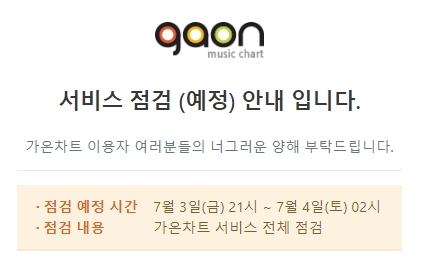 gaon
music chart
서비스 점검 (예정) 안내 입니다.
가온차트 이용자 여러분들의 너그러운 양해 부탁드립니다.
· 점검 예정 시간 7월 3일(금) 21시 ~ 7월 4일(토) 02시
· 점검 내용 가온차트 서비스 전체 점검